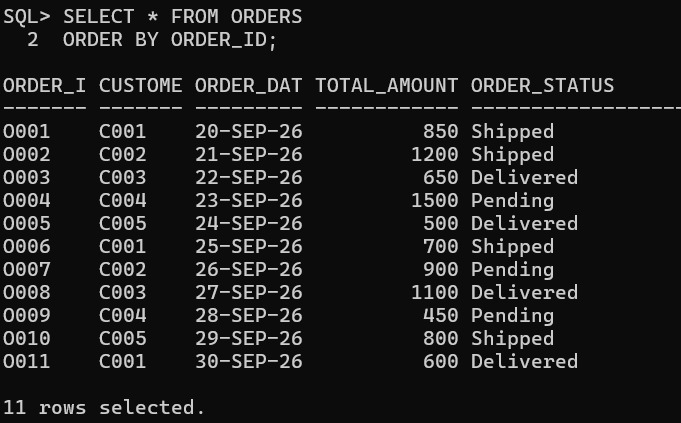 SQL> SELECT * FROM ORDERS
  2  ORDER BY ORDER_ID;
ORDER_I CUSTOME ORDER_DAT TOTAL_AMOUNT ORDER_STATUS
------- ------- --------- ------------ ------------------
O001    C001    20-SEP-26          850 Shipped
O002    C002    21-SEP-26         1200 Shipped
O003    C003    22-SEP-26          650 Delivered
O004    C004    23-SEP-26         1500 Pending
O005    C005    24-SEP-26          500 Delivered
O006    C001    25-SEP-26          700 Shipped
O007    C002    26-SEP-26          900 Pending
O008    C003    27-SEP-26         1100 Delivered
O009    C004    28-SEP-26          450 Pending
O010    C005    29-SEP-26          800 Shipped
O011    C001    30-SEP-26          600 Delivered
11 rows selected.